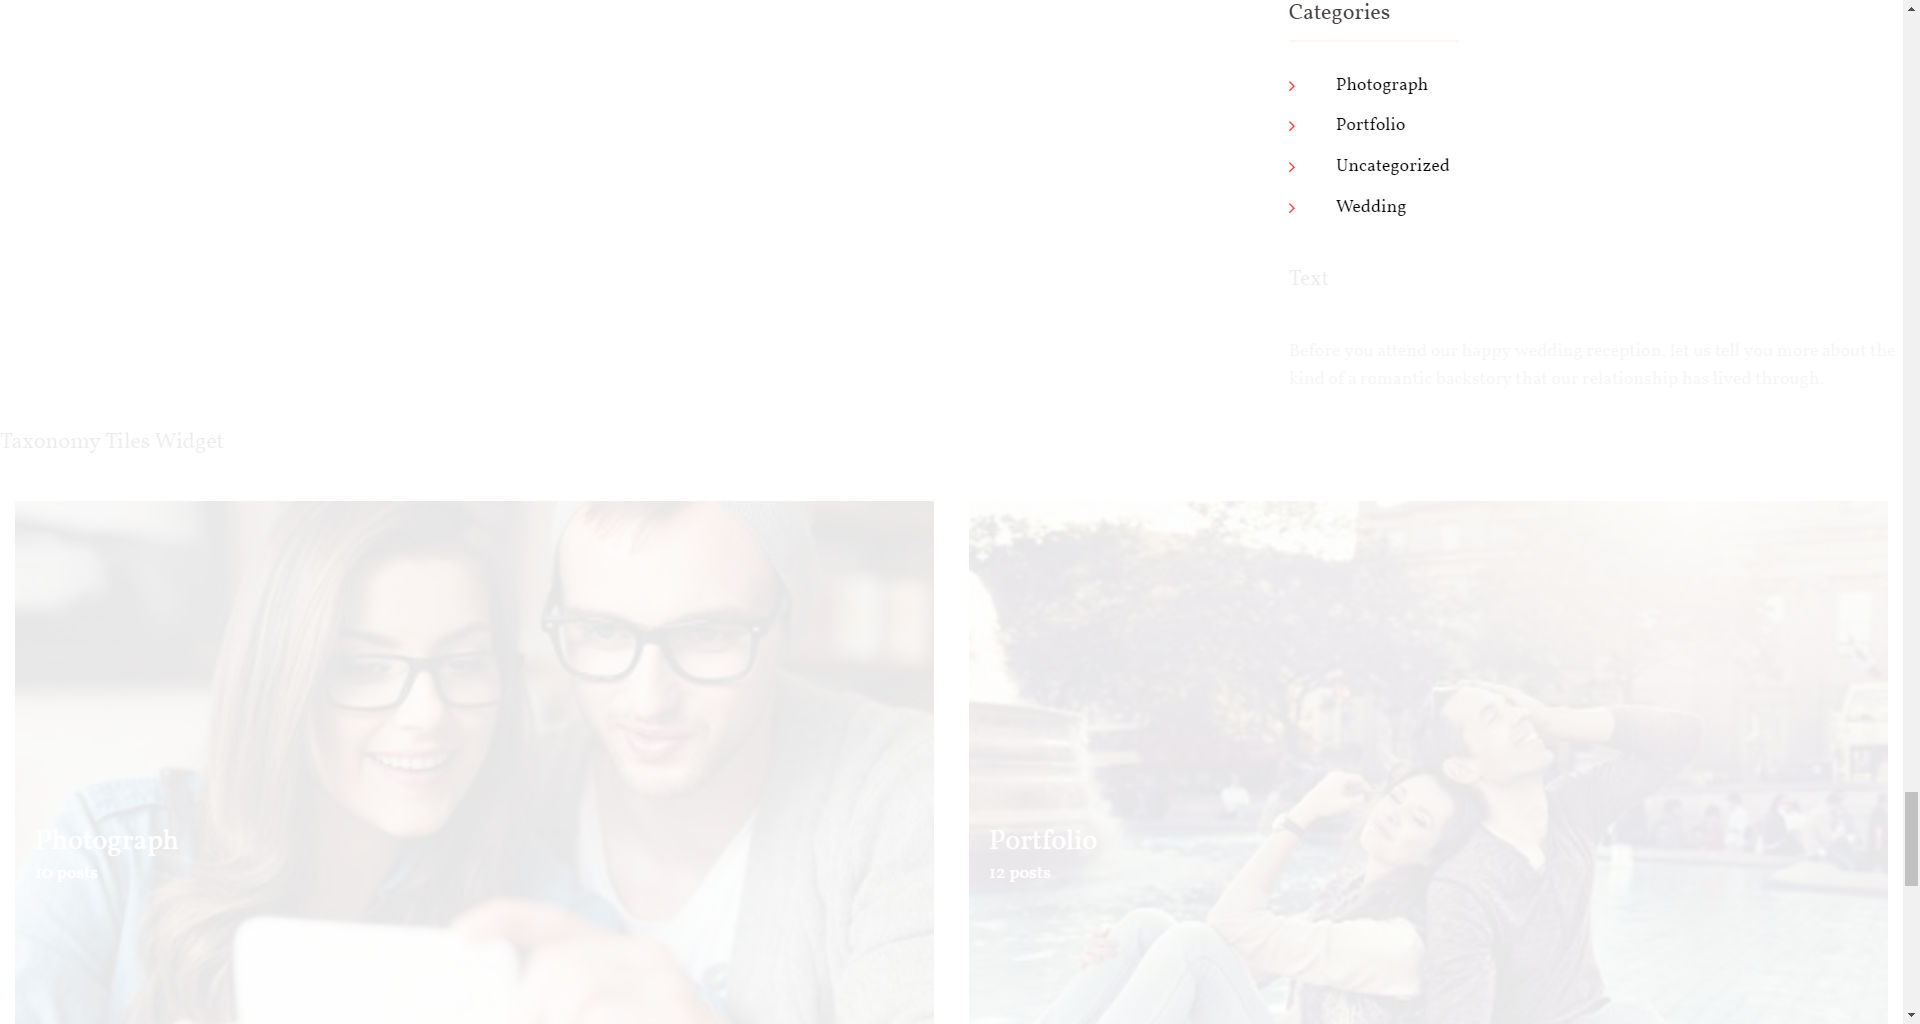 Categories
Photograph
Portfolio
Uncategorized
Wedding
Text
Before you attend our happy wedding reception, let us tell you more about the
kind of a romantic backstory that our relationship has lived through.
Taxonomy Tiles Widget
Photograph
10 posts
Portfolio
12 posts